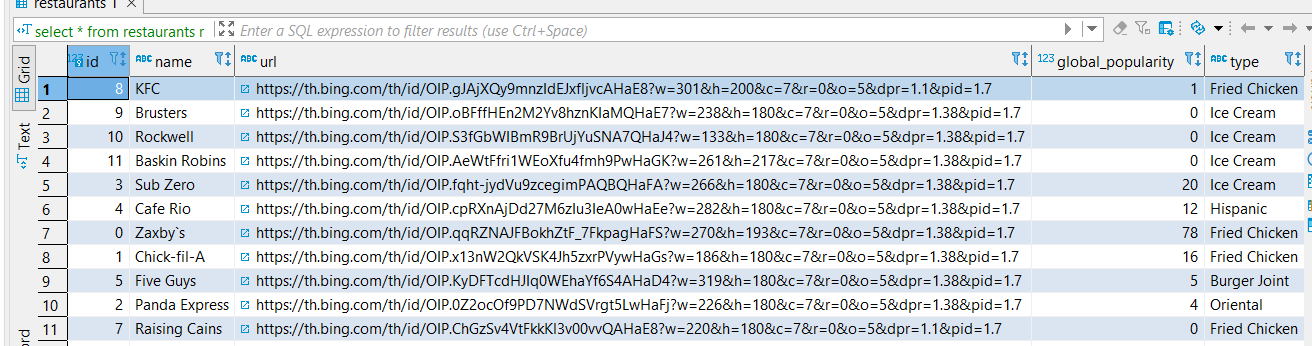 restaurants 1
select * from restaurants r Enter a SQL expression to filter results (use Ctrl+Space)
Grid
Text
123 id ABC name ABC url 123 global_popularity ABC type
1 8 KFC https://th.bing.com/th/id/OIP.gJAjXQy9mnzIdEJxfIjvcAHaE8?w=301&h=200&c=7&r=0&o=5&dpr=1.1&pid=1.7 1 Fried Chicken
2 9 Brusters https://th.bing.com/th/id/OIP.oBFffHEn2M2Yv8hznKIaMQHaE7?w=238&h=180&c=7&r=0&o=5&dpr=1.38&pid=1.7 0 Ice Cream
3 10 Rockwell https://th.bing.com/th/id/OIP.S3fGbWIBmR9BrUjYuSNA7QHaJ4?w=133&h=180&c=7&r=0&o=5&dpr=1.38&pid=1.7 0 Ice Cream
4 11 Baskin Robins https://th.bing.com/th/id/OIP.AeWtFfri1WEoXfu4fmh9PwHaGK?w=261&h=217&c=7&r=0&o=5&dpr=1.38&pid=1.7 0 Ice Cream
5 3 Sub Zero https://th.bing.com/th/id/OIP.fqht-jydVu9zcegimPAQBQHaFA?w=266&h=180&c=7&r=0&o=5&dpr=1.38&pid=1.7 20 Ice Cream
6 4 Cafe Rio https://th.bing.com/th/id/OIP.cpRXnAjDd27M6zIu3IeA0wHaEe?w=282&h=180&c=7&r=0&o=5&dpr=1.38&pid=1.7 12 Hispanic
7 0 Zaxby`s https://th.bing.com/th/id/OIP.qqRZNAJFBokhZtF_7FkpagHaFS?w=270&h=193&c=7&r=0&o=5&dpr=1.38&pid=1.7 78 Fried Chicken
8 1 Chick-fil-A https://th.bing.com/th/id/OIP.x13nW2QkVSK4Jh5zxrPVywHaGs?w=186&h=180&c=7&r=0&o=5&dpr=1.38&pid=1.7 16 Fried Chicken
9 5 Five Guys https://th.bing.com/th/id/OIP.KyDFTcdHJIq0WEhaYf6S4AHaD4?w=319&h=180&c=7&r=0&o=5&dpr=1.38&pid=1.7 5 Burger Joint
10 2 Panda Express https://th.bing.com/th/id/OIP.0Z2ocOf9PD7NWdSVrgt5LwHaFj?w=226&h=180&c=7&r=0&o=5&dpr=1.38&pid=1.7 4 Oriental
11 7 Raising Cains https://th.bing.com/th/id/OIP.ChGzSv4VtFkkKI3v00vvQAHaE8?w=220&h=180&c=7&r=0&o=5&dpr=1.1&pid=1.7 0 Fried Chicken